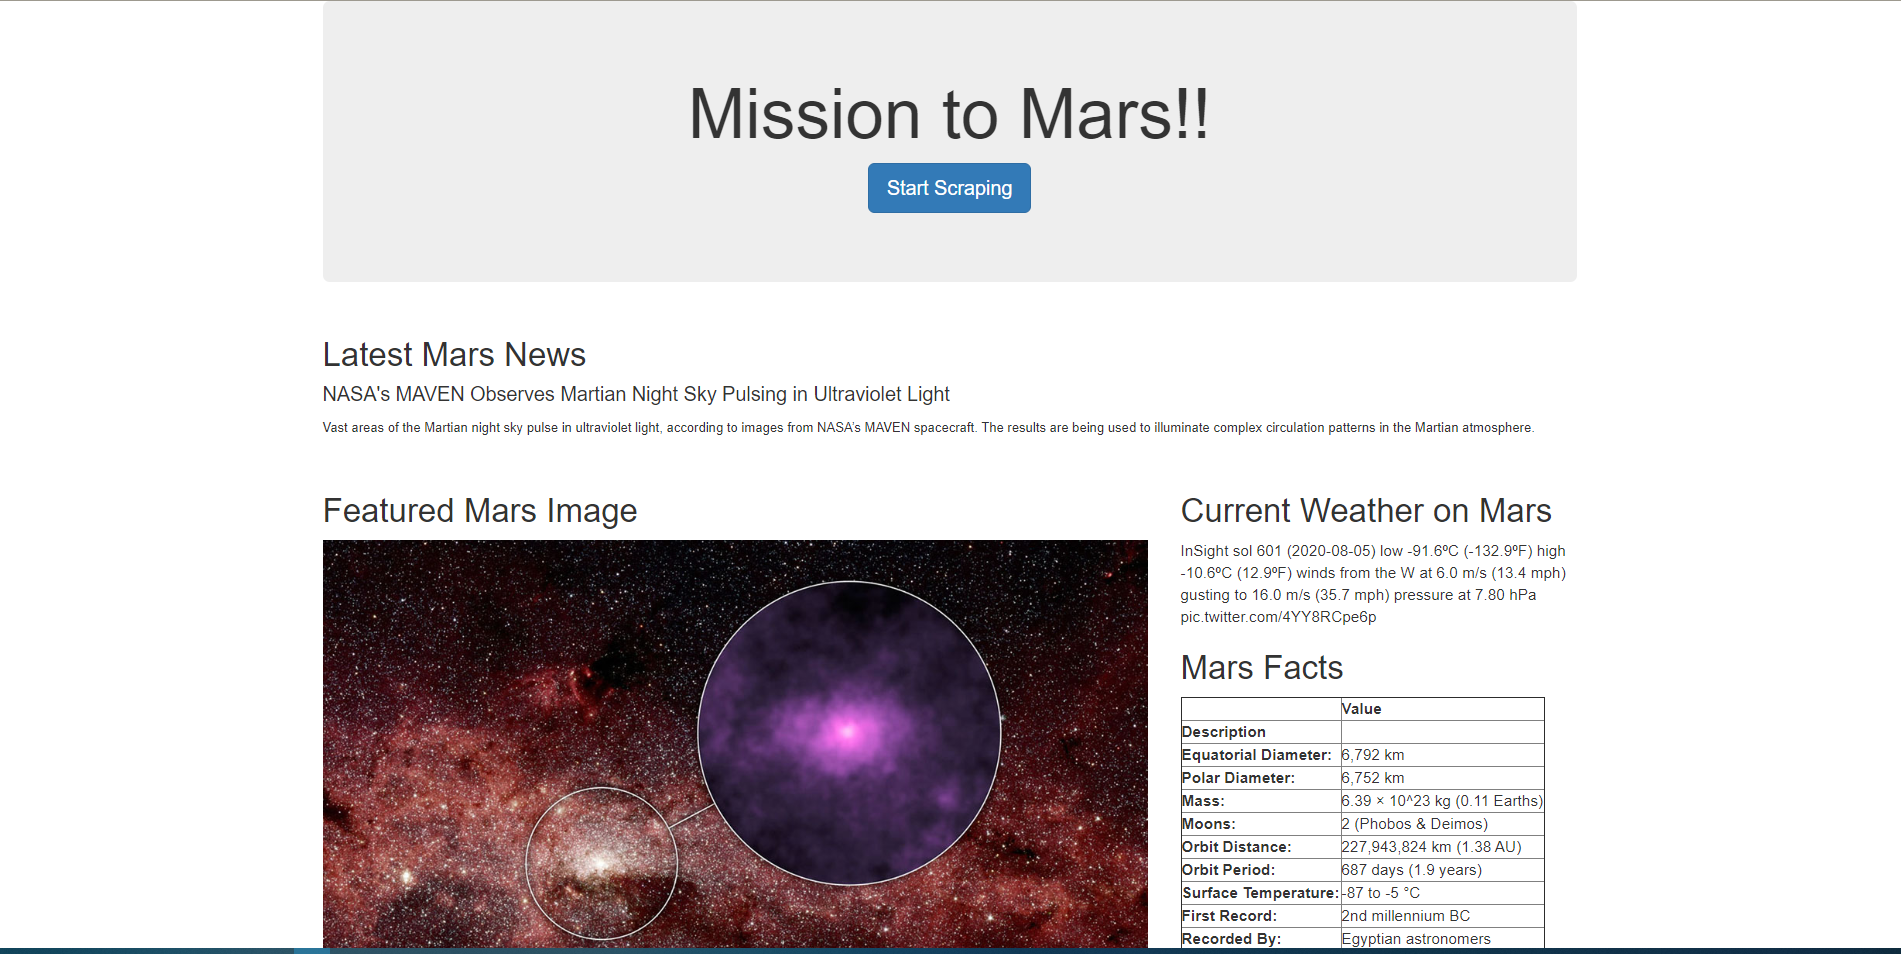 Mission to Mars!!
Start Scraping
Latest Mars News
NASA's MAVEN Observes Martian Night Sky Pulsing in Ultraviolet Light
Vast areas of the Martian night sky pulse in ultraviolet light, according to images from NASA's MAVEN spacecraft. The results are being used to illuminate complex circulation patterns in the Martian atmosphere.
Featured Mars Image
Current Weather on Mars
InSight sol 601 (2020-08-05) low -91.6ºC (-132.9ºF) high
-10.6ºC (12.9ºF) winds from the W at 6.0 m/s (13.4 mph)
gusting to 16.0 m/s (35.7 mph) pressure at 7.80 hPa
pic.twitter.com/4YY8RCpe6p
Mars Facts
Value
Description
Equatorial Diameter: 6,792 km
Polar Diameter: 6,752 km
Mass: 6.39 × 10^23 kg (0.11 Earths)
Moons: 2 (Phobos & Deimos)
Orbit Distance: 227,943,824 km (1.38 AU)
Orbit Period: 687 days (1.9 years)
Surface Temperature: -87 to -5 °C
First Record: 2nd millennium BC
Recorded By: Egyptian astronomers